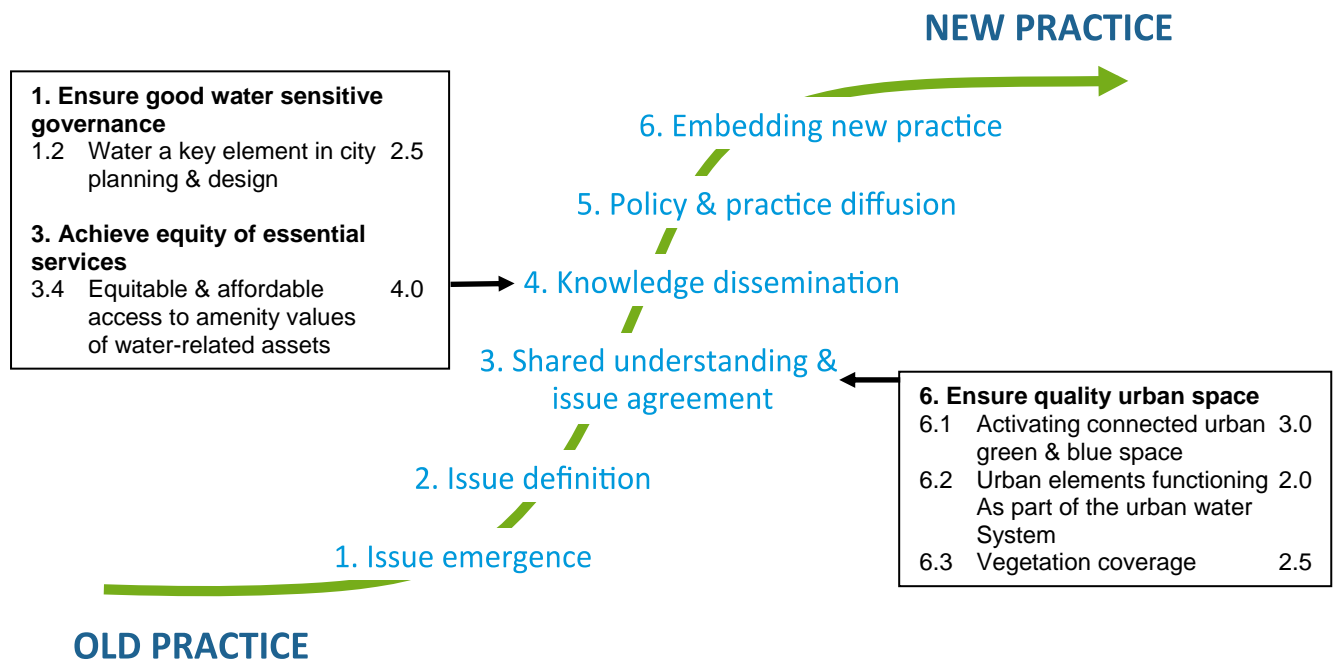 NEW PRACTICE
1. Ensure good water sensitive
governance
1.2 Water a key element in city 2.5
planning & design
3. Achieve equity of essential
services
3.4 Equitable & affordable 4.0
access to amenity values
of water-related assets
6. Embedding new practice
5. Policy & practice diffusion
4. Knowledge dissemination
3. Shared understanding &
issue agreement
2. Issue definition
1. Issue emergence
6. Ensure quality urban space
6.1 Activating connected urban 3.0
green & blue space
6.2 Urban elements functioning 2.0
As part of the urban water
System
6.3 Vegetation coverage 2.5
OLD PRACTICE